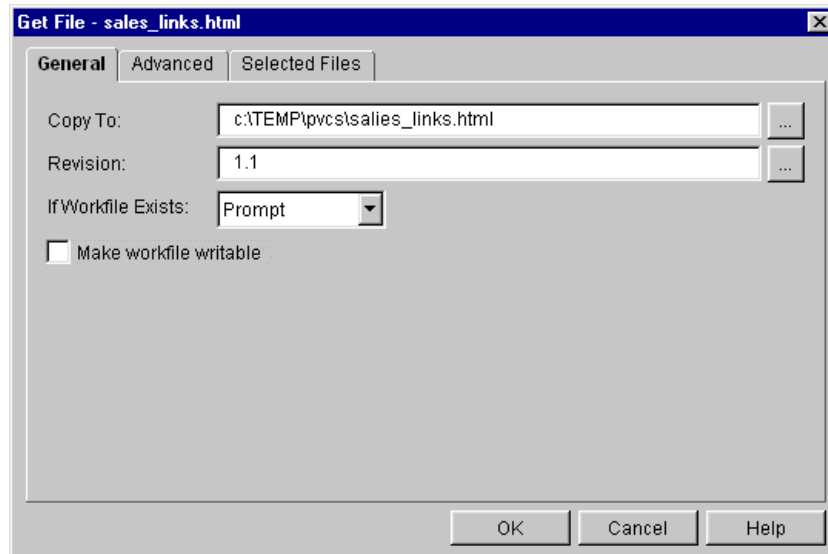 Get File - sales_links.html
General Advanced Selected Files
Copy To: c:\TEMP\pvcs\salies_links.html ...
Revision: 1.1 ...
If Workfile Exists: Prompt
Make workfile writable
OK Cancel Help